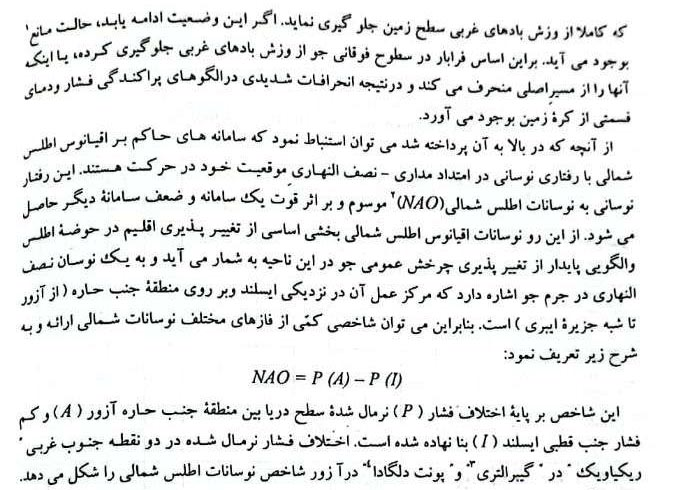 که کاملا از وزش بادهای غربی سطح زمین جلو گیری نماید. اگر این وضعیت ادامه یابد، حالت مانع¹
بوجود می آید. براین اساس فرابار در سطوح فوقانی جو از وزش بادهای غربی جلوگیری کرده، یا اینکه
آنها را از مسیر اصلی منحرف می کند و درنتیجه انحرافات شدیدی درالگوهای پراکندگی فشار ودمای
قسمتی از کرهٔ زمین بوجود می آورد.
از آنچه که در بالا به آن پرداخته شد می توان استنباط نمود که سامانه های حاکم بر اقیانوس اطلس
شمالی با رفتاری نوسانی در امتداد مداری - نصف النهاری موقعیت خود در حرکت هستند. این رفتار
نوسانی به نوسانات اطلس شمالی(NAO)² موسوم و بر اثر قوت یک سامانه و ضعف سامانهٔ دیگر حاصل
می شود. از این رو نوسانات اقیانوس اطلس شمالی بخشی اساسی از تغییر پذیری اقلیم در حوضهٔ اطلس
والگویی پایدار از تغییر پذیری چرخش عمومی جو در این ناحیه به شمار می آید و به یک نوسان نصف
النهاری در جرم جو اشاره دارد که مرکز عمل آن در نزدیکی ایسلند وبر روی منطقهٔ جنب حاره ( از آزور
تا شبه جزیرهٔ ایبری ) است. بنابراین می توان شاخصی کمّی از فازهای مختلف نوسانات شمالی ارائه و به
شرح زیر تعریف نمود:
NAO = P (A) – P (I)
این شاخص بر پایهٔ اختلاف فشار ( P ) نرمال شدهٔ سطح دریا بین منطقهٔ جنب حاره آزور ( A ) و کم
فشار جنب قطبی ایسلند ( I ) بنا نهاده شده است. اختلاف فشار نرمال شده در دو نقطه جنوب غربی "
ریکیاویک " در " گیبرالتری³" و" پونت دلگادا⁴" درآ زور شاخص نوسانات اطلس شمالی را شکل می دهد.